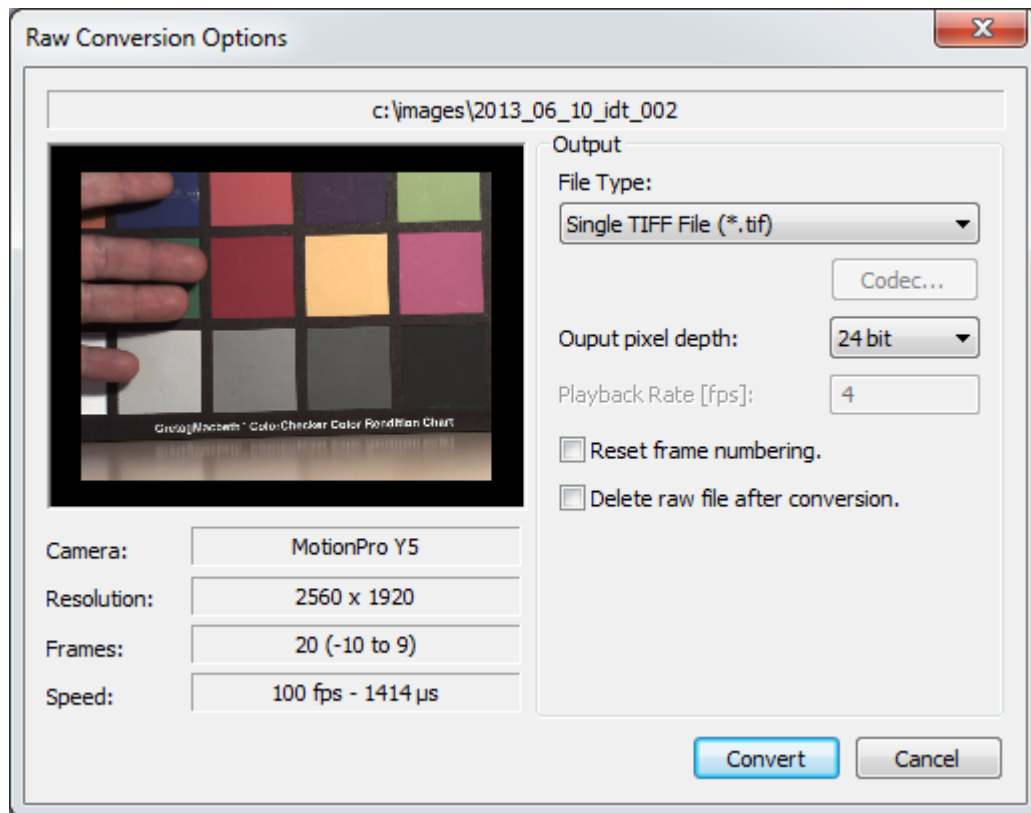 Raw Conversion Options
c:\images\2013_06_10_idt_002
Output
File Type:
Single TIFF File (*.tif)
Codec...
Ouput pixel depth:
24 bit
Playback Rate [fps]:
4
Reset frame numbering.
Delete raw file after conversion.
GretagMacbeth™ ColorChecker Color Rendition Chart
Camera:
MotionPro Y5
Resolution:
2560 x 1920
Frames:
20 (-10 to 9)
Speed:
100 fps - 1414 µs
Convert
Cancel